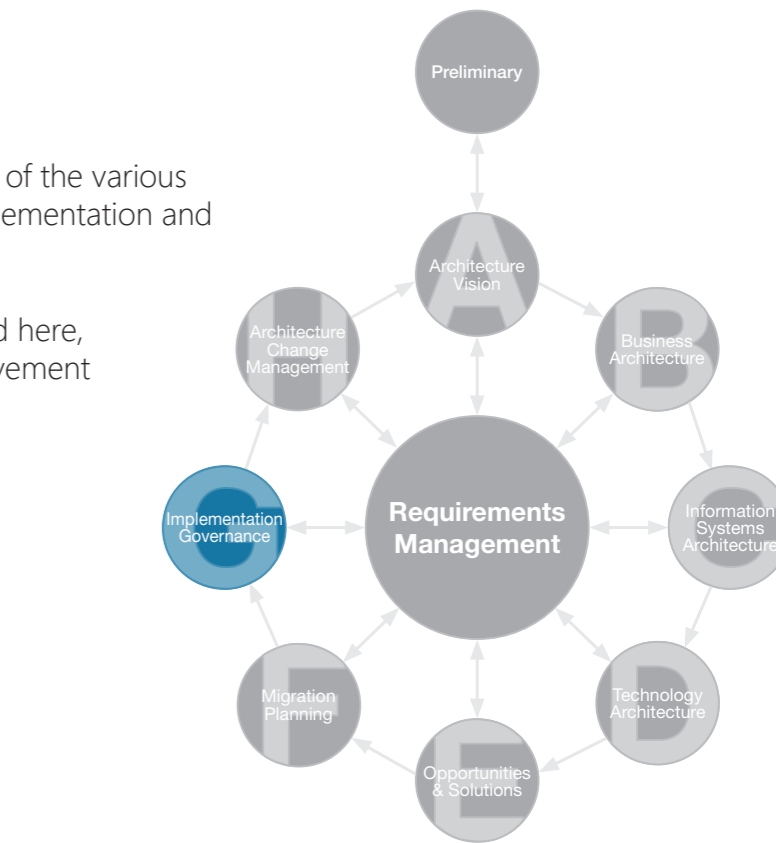 Preliminary
of the various
lementation and
d here,
vement
A
Architecture
Vision
B
Business
Architecture
C
Information
Systems
Architecture
D
Technology
Architecture
E
Opportunities
& Solutions
F
Migration
Planning
G
Implementation
Governance
H
Architecture
Change
Management
Requirements
Management